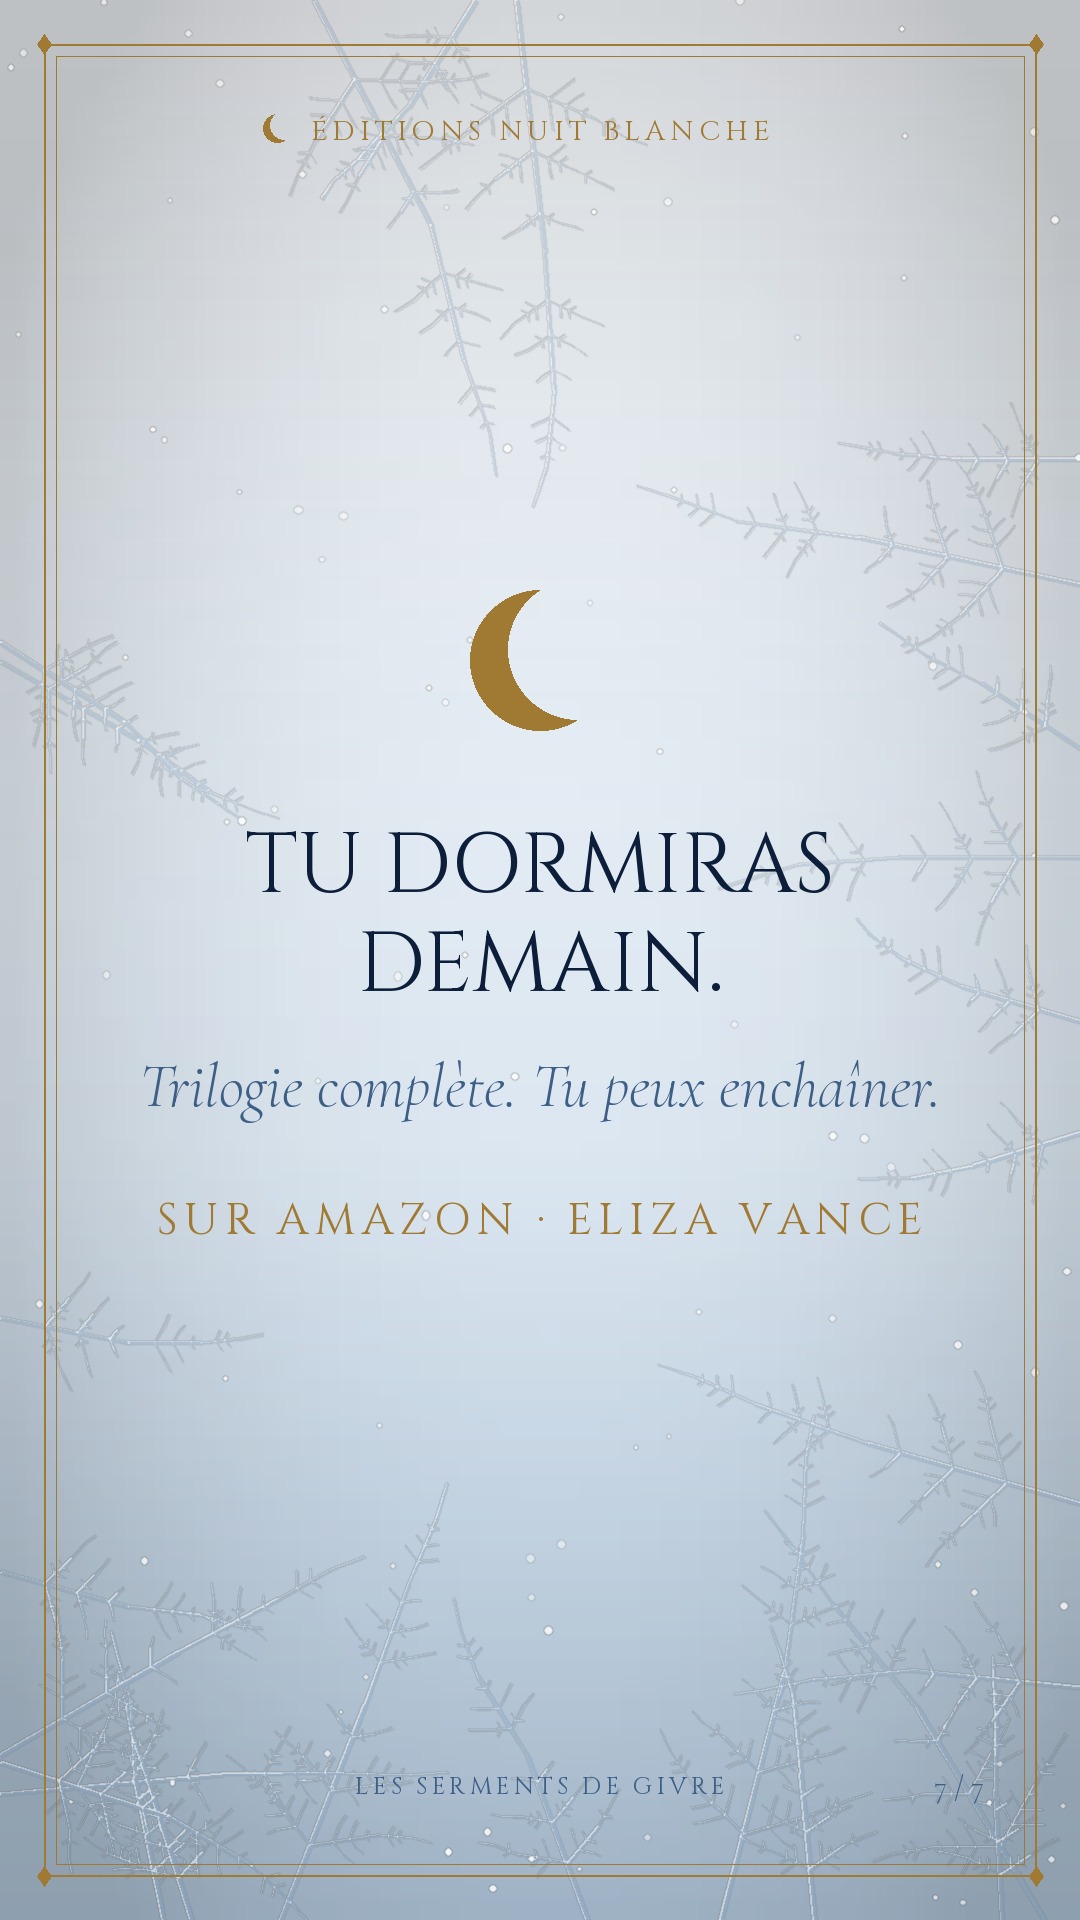 ÉDITIONS NUIT BLANCHE
TU DORMIRAS
DEMAIN.
Trilogie complète. Tu peux enchaîner.
SUR AMAZON · ELIZA VANCE
LES SERMENTS DE GIVRE
7/7